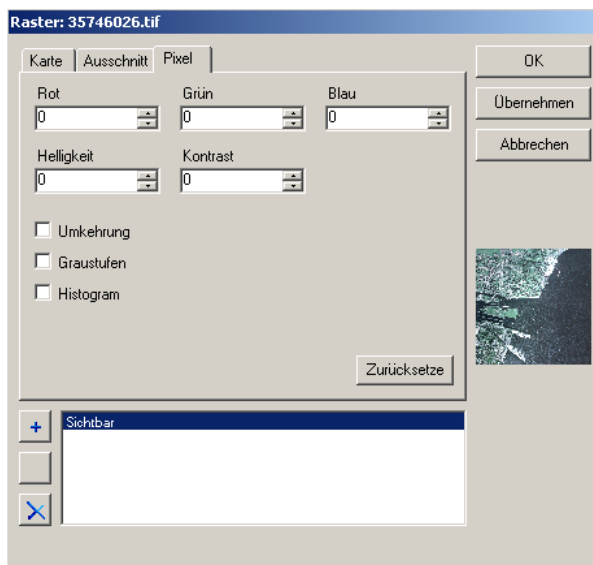 Raster: 35746026.tif
Karte Ausschnitt Pixel
OK
Übernehmen
Abbrechen
Rot Grün Blau
0 0 0
Helligkeit Kontrast
0 0
Umkehrung
Graustufen
Histogram
Zurücksetze
+ Sichtbar